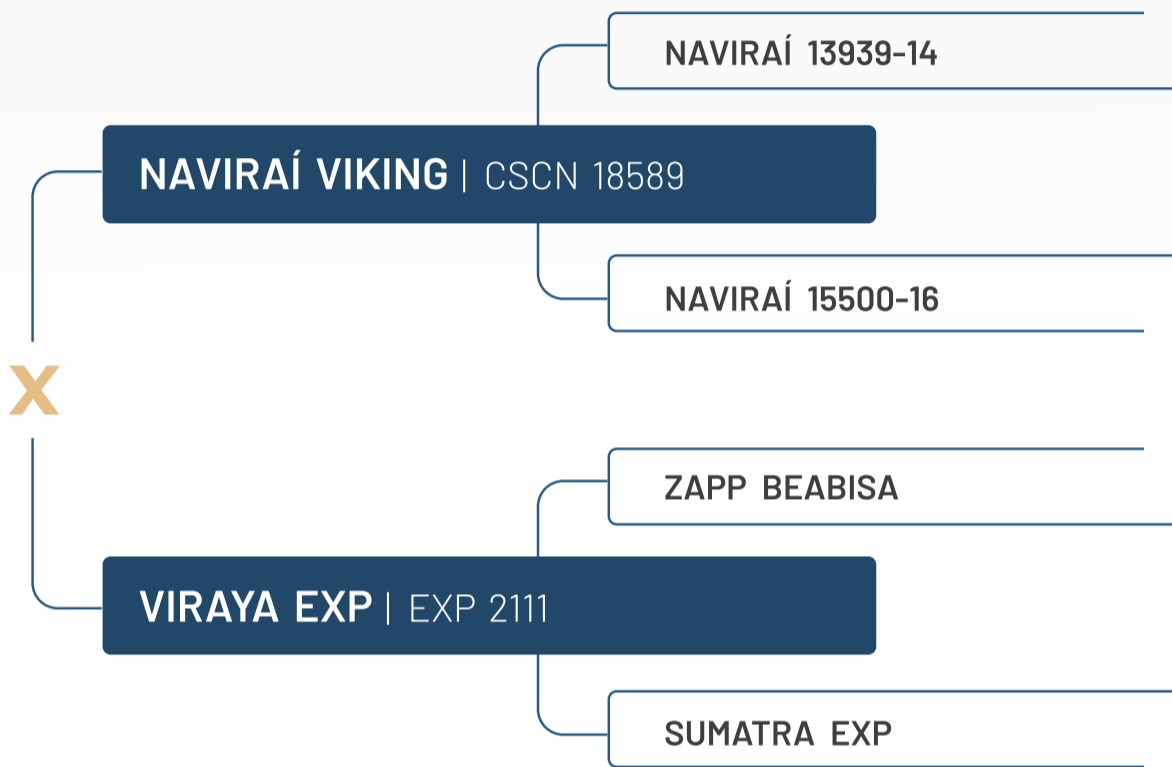 NAVIRAÍ 13939-14
NAVIRAÍ VIKING | CSCN 18589
NAVIRAÍ 15500-16
X
ZAPP BEABISA
VIRAYA EXP | EXP 2111
SUMATRA EXP